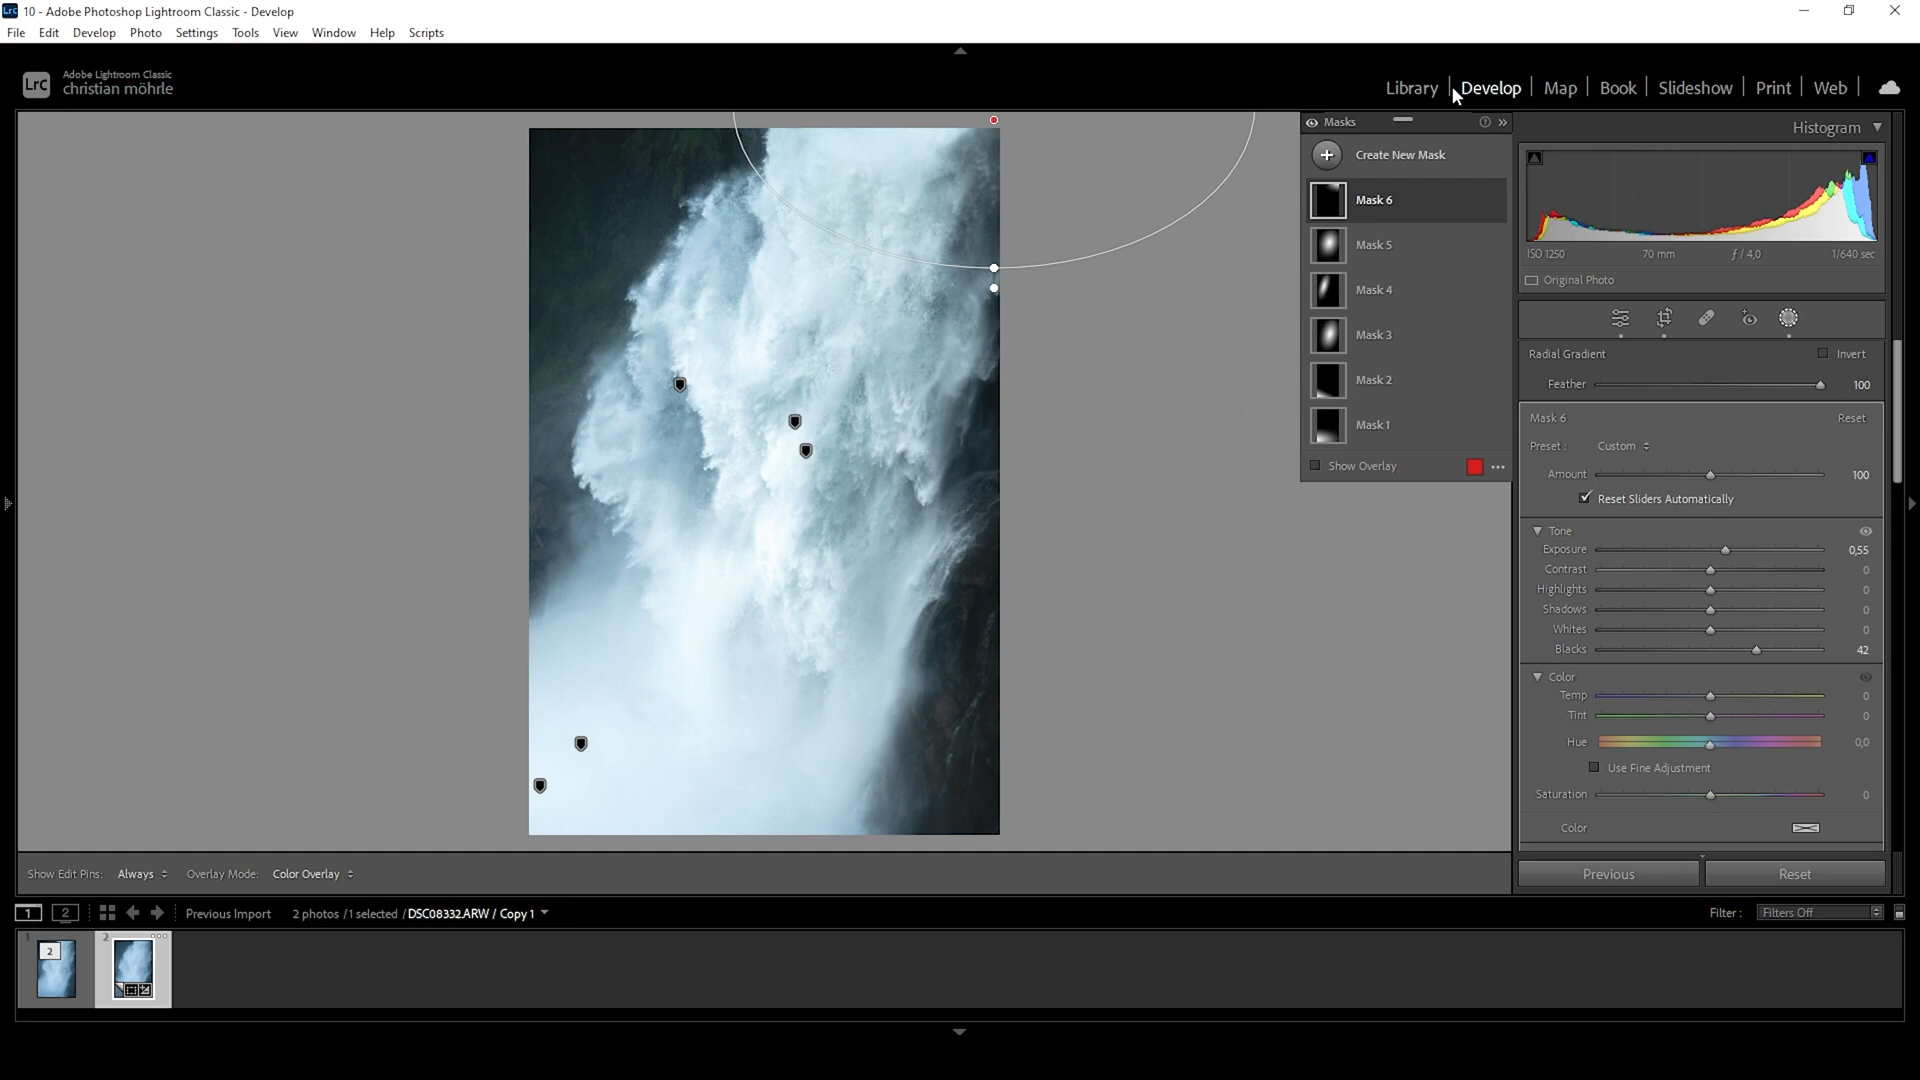 10 - Adobe Photoshop Lightroom Classic - Develop
File Edit Develop Photo Settings Tools View Window Help Scripts
Lrc
Adobe Lightroom Classic
christian möhrle
Library Develop Map Book Slideshow Print Web
Masks
Create New Mask
Mask 6
Mask 5
Mask 4
Mask 3
Mask 2
Mask 1
Show Overlay
Histogram
ISO 1250 70 mm ƒ / 4,0 1/640 sec
Original Photo
Radial Gradient Invert
Feather 100
Mask 6 Reset
Preset : Custom
Amount 100
Reset Sliders Automatically
Tone
Exposure 0,55
Contrast 0
Highlights 0
Shadows 0
Whites 0
Blacks 42
Color
Temp 0
Tint 0
Hue 0,0
Use Fine Adjustment
Saturation 0
Color
Previous Reset
Show Edit Pins: Always Overlay Mode: Color Overlay
1 2 Previous Import 2 photos / 1 selected / DSC08332.ARW / Copy 1 Filter : Filters Off
1 2
2